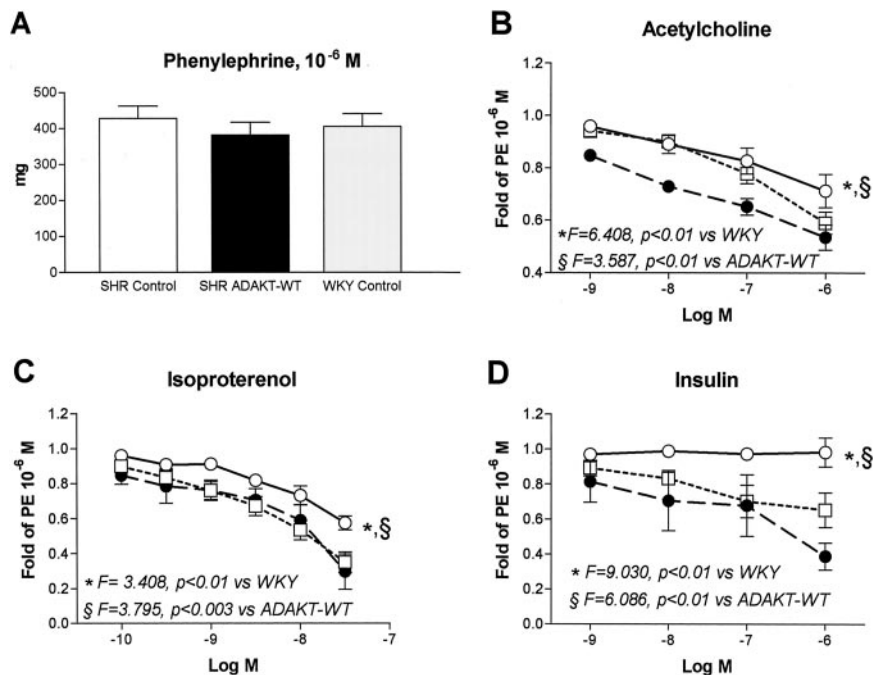 A
Phenylephrine, 10⁻⁶ M
500
400
300
200
100
0
mg
SHR Control SHR ADAKT-WT WKY Control
B
Acetylcholine
1.2
1.0
0.8
0.6
0.4
Fold of PE 10⁻⁶ M
*,§
*F=6.408, p<0.01 vs WKY
§ F=3.587, p<0.01 vs ADAKT-WT
-9 -8 -7 -6
Log M
C
Isoproterenol
1.2
1.0
0.8
0.6
0.4
0.2
0.0
Fold of PE 10⁻⁶ M
*,§
* F= 3.408, p<0.01 vs WKY
§ F=3.795, p<0.003 vs ADAKT-WT
-10 -9 -8 -7
Log M
D
Insulin
1.2
1.0
0.8
0.6
0.4
0.2
0.0
Fold of PE 10⁻⁶ M
*,§
* F=9.030, p<0.01 vs WKY
§ F=6.086, p<0.01 vs ADAKT-WT
-9 -8 -7 -6
Log M